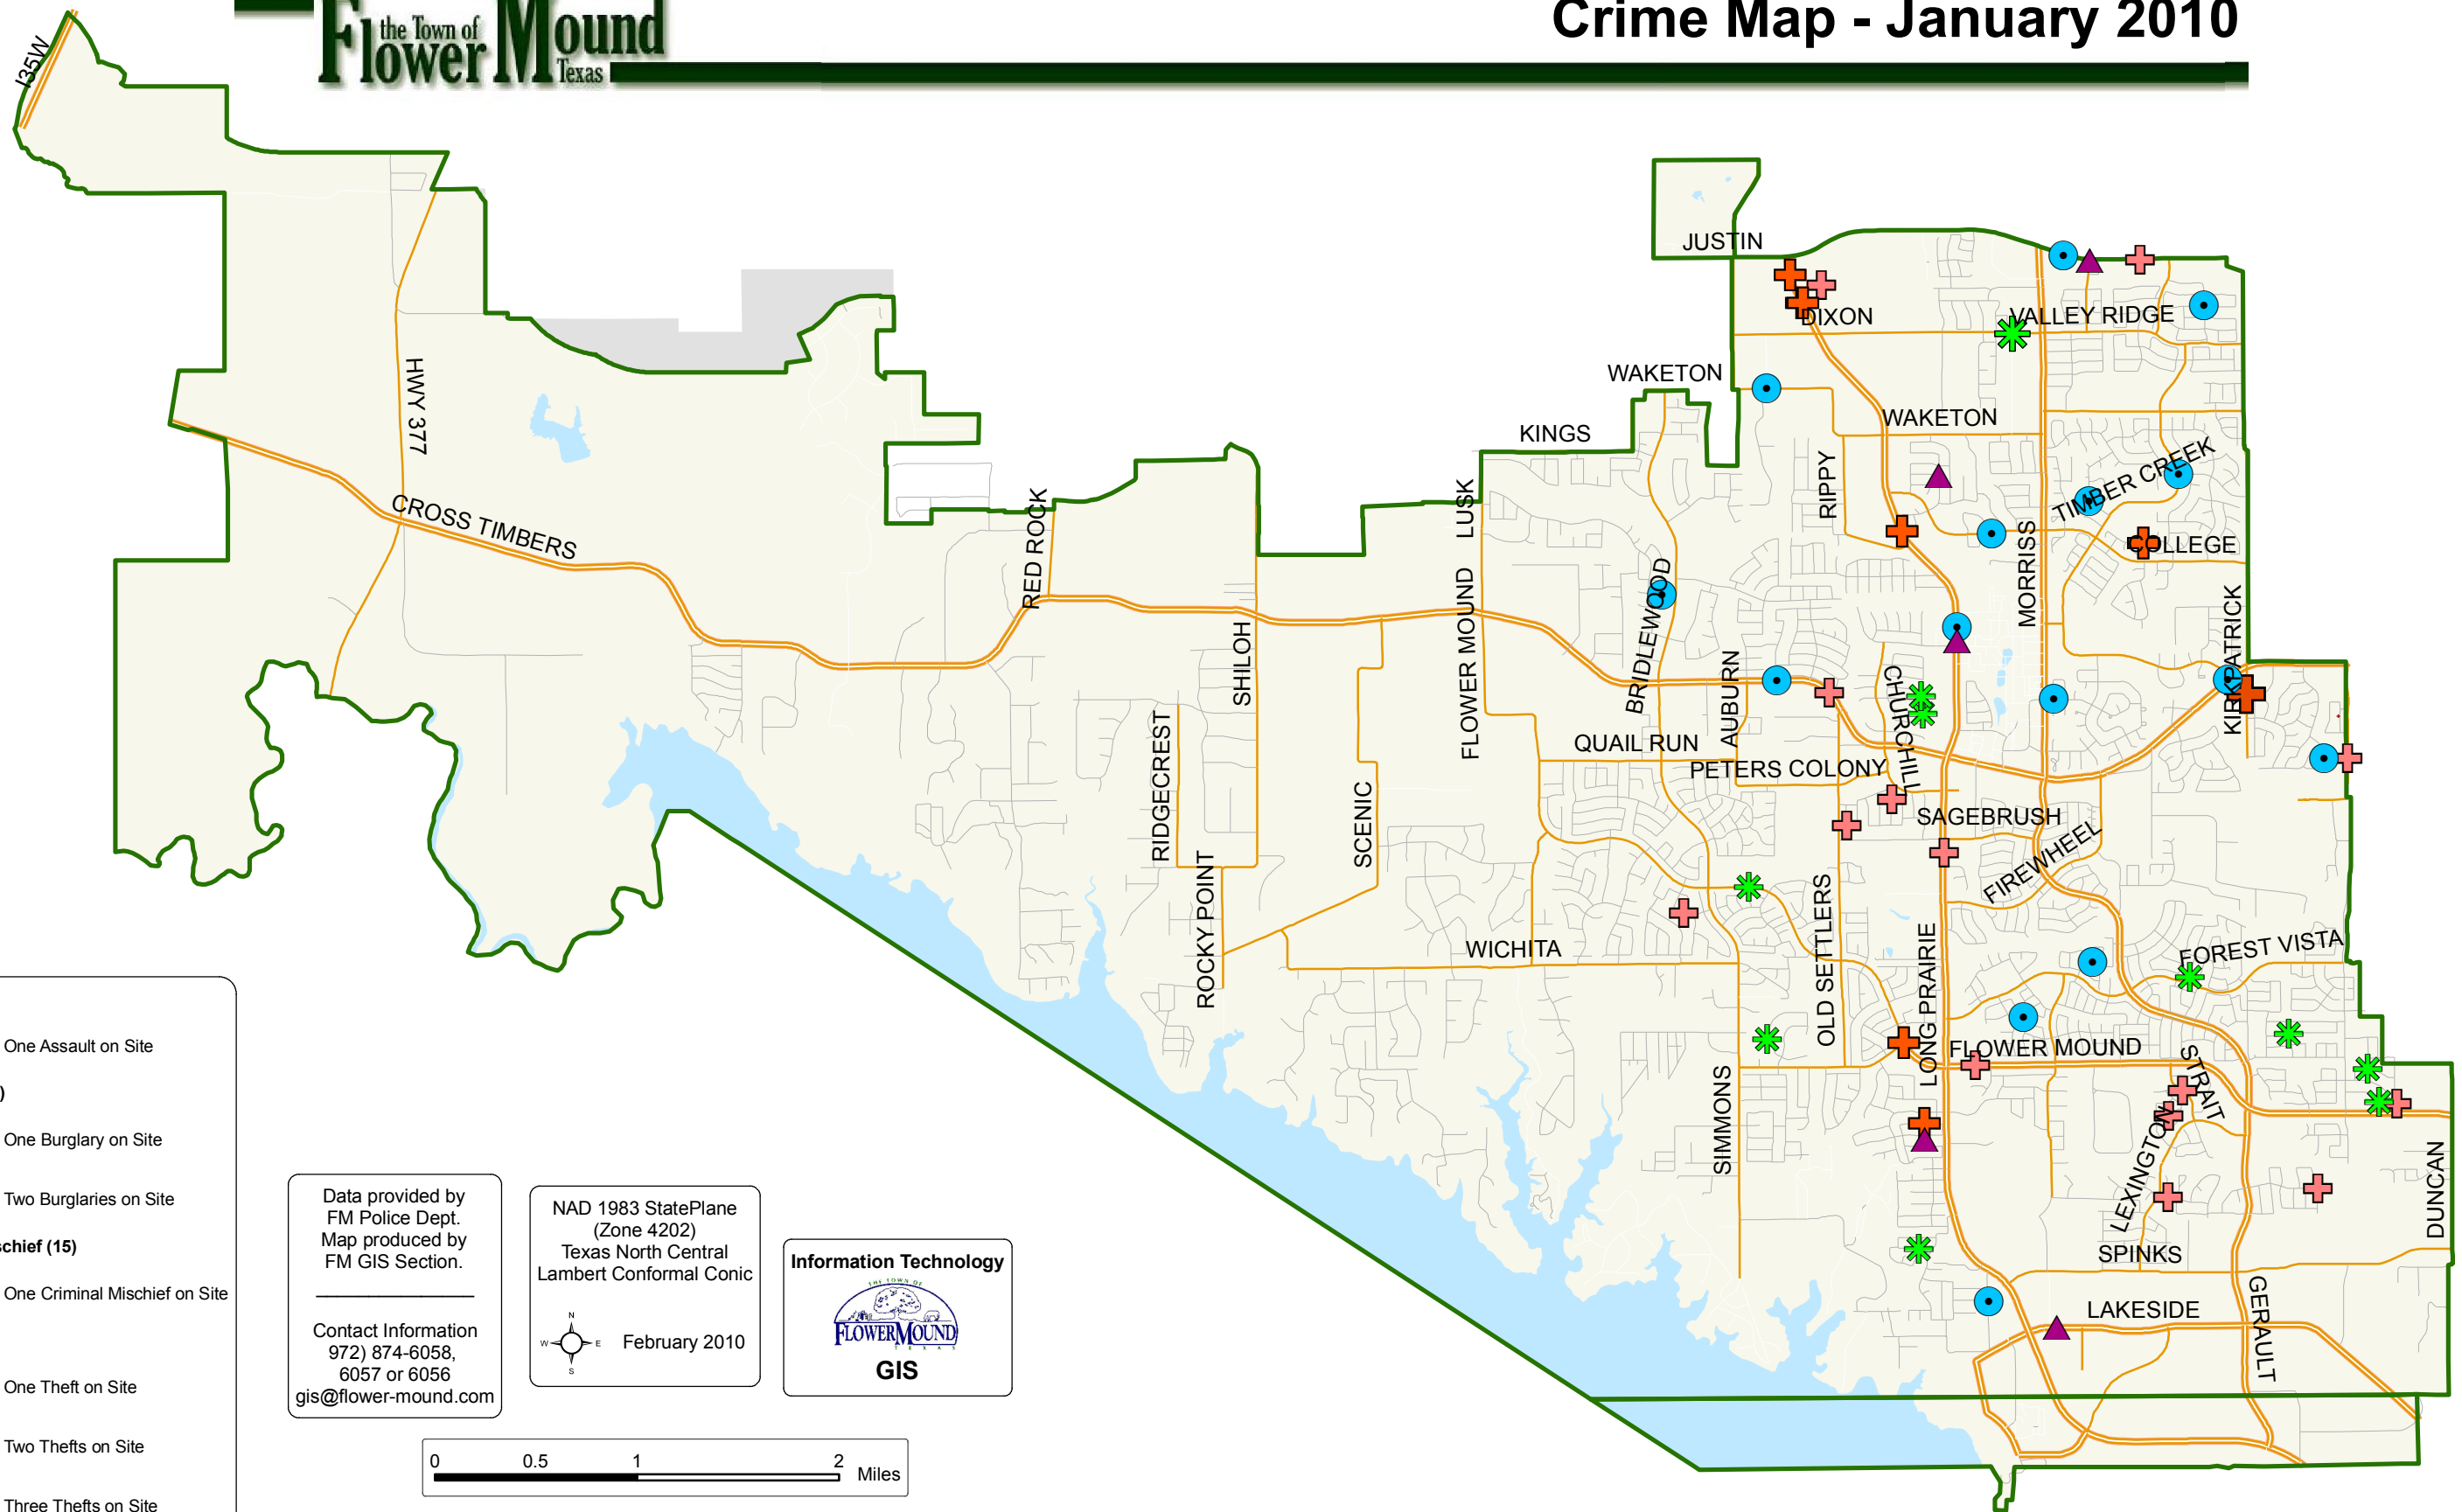 the Town of
Flower Mound
Texas
Crime Map - January 2010
I35W
JUSTIN
DIXON
VALLEY RIDGE
WAKETON
WAKETON
KINGS
HWY 377
CROSS TIMBERS
RED ROCK
LUSK
RIPPY
TIMBER CREEK
COLLEGE
MORRISS
BRIDLEWOOD
FLOWER MOUND
SHILOH
AUBURN
CHURCHILL
KIRKPATRICK
QUAIL RUN
PETERS COLONY
RIDGECREST
SCENIC
SAGEBRUSH
FIREWHEEL
ROCKY POINT
WICHITA
OLD SETTLERS
LONG PRAIRIE
FOREST VISTA
FLOWER MOUND
STRAIT
SIMMONS
LEXINGTON
DUNCAN
SPINKS
LAKESIDE
GERAULT
One Assault on Site
)
One Burglary on Site
Two Burglaries on Site
chief (15)
One Criminal Mischief on Site
One Theft on Site
Two Thefts on Site
Three Thefts on Site
Data provided by
FM Police Dept.
Map produced by
FM GIS Section.
Contact Information
972) 874-6058,
6057 or 6056
gis@flower-mound.com
NAD 1983 StatePlane
(Zone 4202)
Texas North Central
Lambert Conformal Conic
N
W E
S
February 2010
Information Technology
THE TOWN OF
FLOWER MOUND
TEXAS
GIS
0 0.5 1 2
Miles